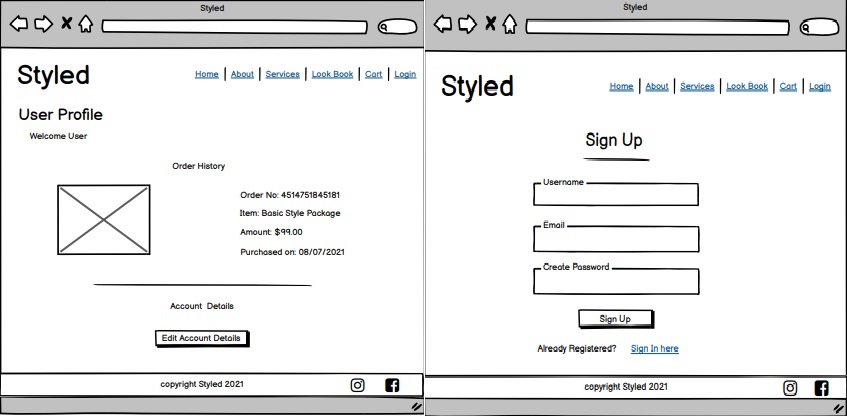 Styled
Styled
Home | About | Services | Look Book | Cart | Login
User Profile
Welcome User
Order History
Order No: 4514751845181
Item: Basic Style Package
Amount: $99.00
Purchased on: 08/07/2021
Account Details
Edit Account Details
copyright Styled 2021
Styled
Styled
Home | About | Services | Look Book | Cart | Login
Sign Up
Username
Email
Create Password
Sign Up
Already Registered? Sign In here
copyright Styled 2021